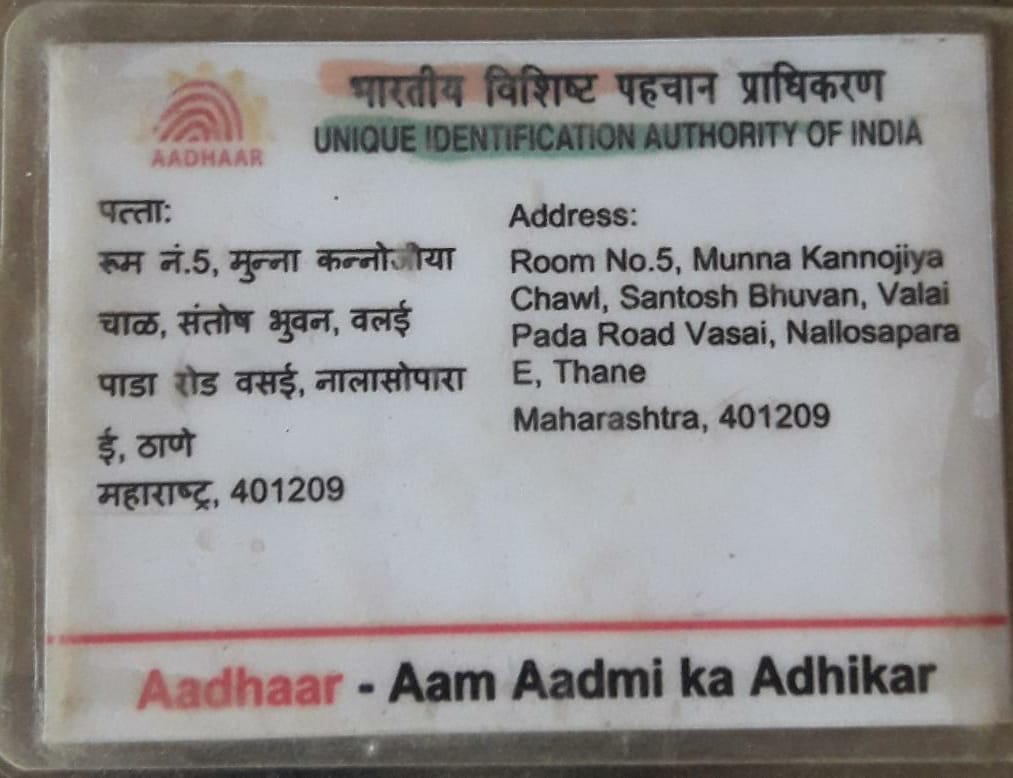 भारतीय विशिष्ट पहचान प्राधिकरण
UNIQUE IDENTIFICATION AUTHORITY OF INDIA
AADHAAR
पत्ता:
रूम नं.5, मुन्ना कन्नोजीया
चाळ, संतोष भुवन, वलई
पाडा रोड वसई, नालासोपारा
ई, ठाणे
महाराष्ट्र, 401209
Address:
Room No.5, Munna Kannojiya
Chawl, Santosh Bhuvan, Valai
Pada Road Vasai, Nallosapara
E, Thane
Maharashtra, 401209
Aadhaar - Aam Aadmi ka Adhikar